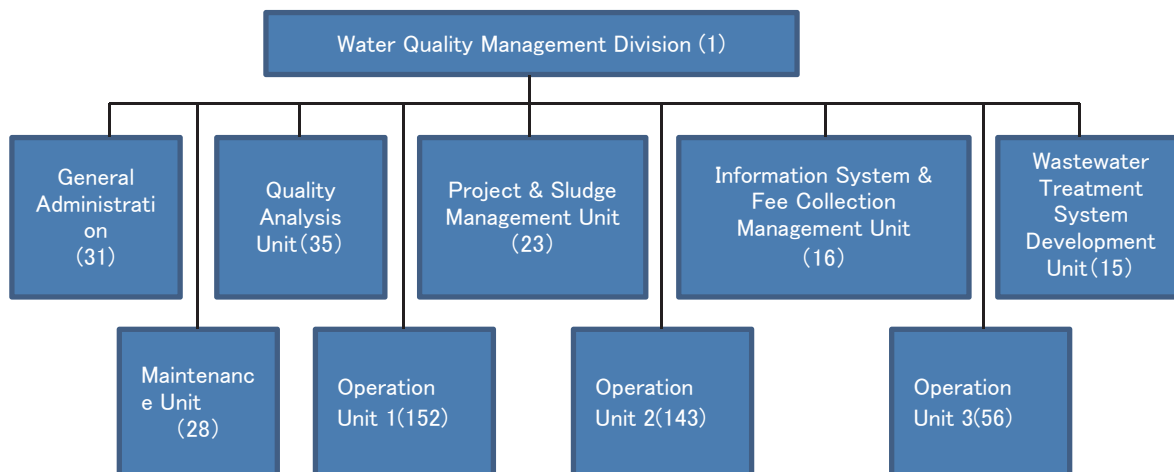 Water Quality Management Division (1)
General
Administrati
on
(31)
Quality
Analysis
Unit(35)
Project & Sludge
Management Unit
(23)
Information System &
Fee Collection
Management Unit
(16)
Wastewater
Treatment
System
Development
Unit(15)
Maintenanc
e Unit
(28)
Operation
Unit 1(152)
Operation
Unit 2(143)
Operation
Unit 3(56)